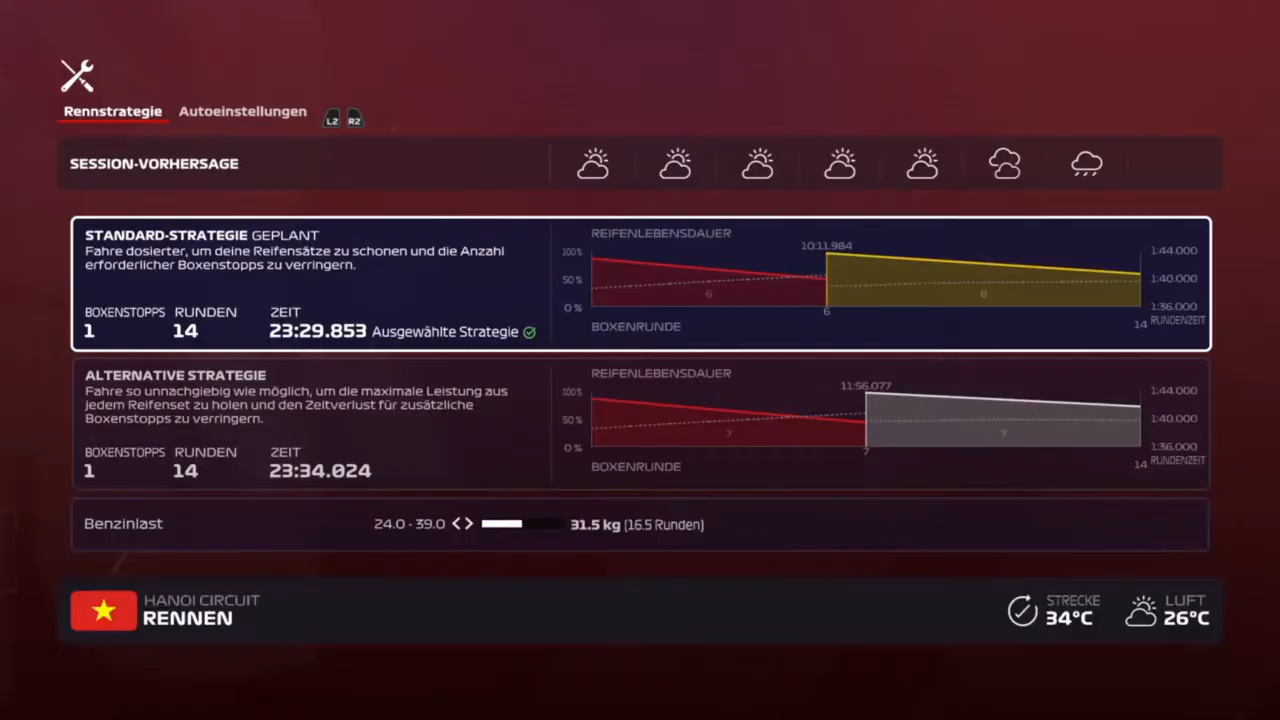 Rennstrategie Autoeinstellungen L2 R2
SESSION-VORHERSAGE
STANDARD-STRATEGIE GEPLANT
Fahre dosierter, um deine Reifensätze zu schonen und die Anzahl
erforderlicher Boxenstopps zu verringern.
BOXENSTOPPS RUNDEN ZEIT
1 14 23:29.853 Ausgewählte Strategie
REIFENLEBENSDAUER
10:11.984
100% 1:44.000
50% 1:40.000
6 8
0% 1:36.000
6
14 RUNDENZEIT
BOXENRUNDE
ALTERNATIVE STRATEGIE
Fahre so unnachgiebig wie möglich, um die maximale Leistung aus
jedem Reifenset zu holen und den Zeitverlust für zusätzliche
Boxenstopps zu verringern.
BOXENSTOPPS RUNDEN ZEIT
1 14 23:34.024
REIFENLEBENSDAUER
11:56.077
100% 1:44.000
50% 1:40.000
7 7
0% 1:36.000
7
14 RUNDENZEIT
BOXENRUNDE
Benzinlast 24.0 - 39.0 <> 31.5 kg (16.5 Runden)
HANOI CIRCUIT
RENNEN
STRECKE
34°C
LUFT
26°C